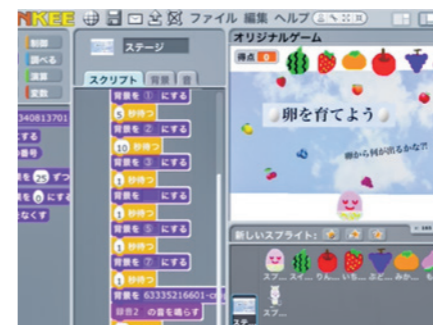 NKEE
ファイル 編集 ヘルプ
制御
調べる
演算
変数
340813701
する
番号
を 25 ずつ
を 0 にす
なくす
ステージ
スクリプト 背景 音
背景を ① にする
5 秒待つ
背景を ② にする
10 秒待つ
背景を ③ にする
1 秒待つ
背景を にする
1 秒待つ
背景を ⑤ にする
1 秒待つ
背景を ⑦ にする
1 秒待つ
背景を 63335216601-c
録音2 の音を鳴らす
オリジナルゲーム
得点 0
卵を育てよう
卵から何が出るかな?!
新しいスプライト:
スプ... スイ... りん... いち... ぶど... みか... も
スプ...
ステー